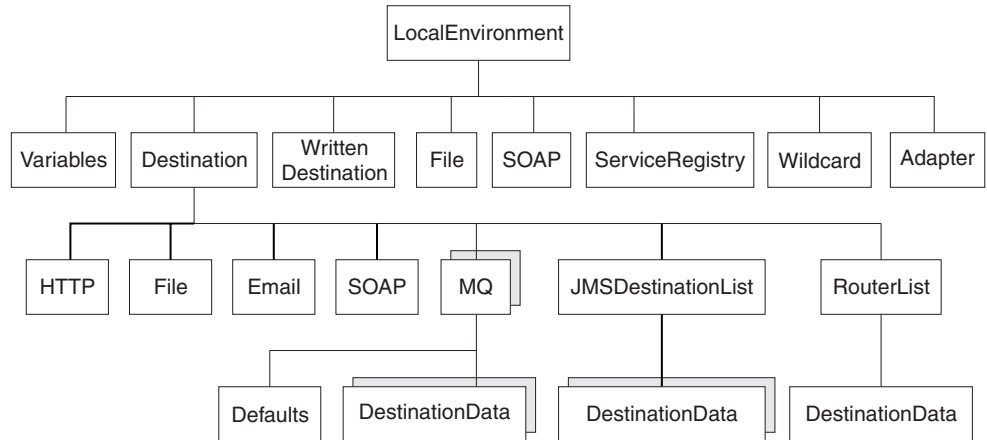 LocalEnvironment
Variables
Destination
Written
Destination
File
SOAP
ServiceRegistry
Wildcard
Adapter
HTTP
File
Email
SOAP
MQ
JMSDestinationList
RouterList
Defaults
DestinationData
DestinationData
DestinationData